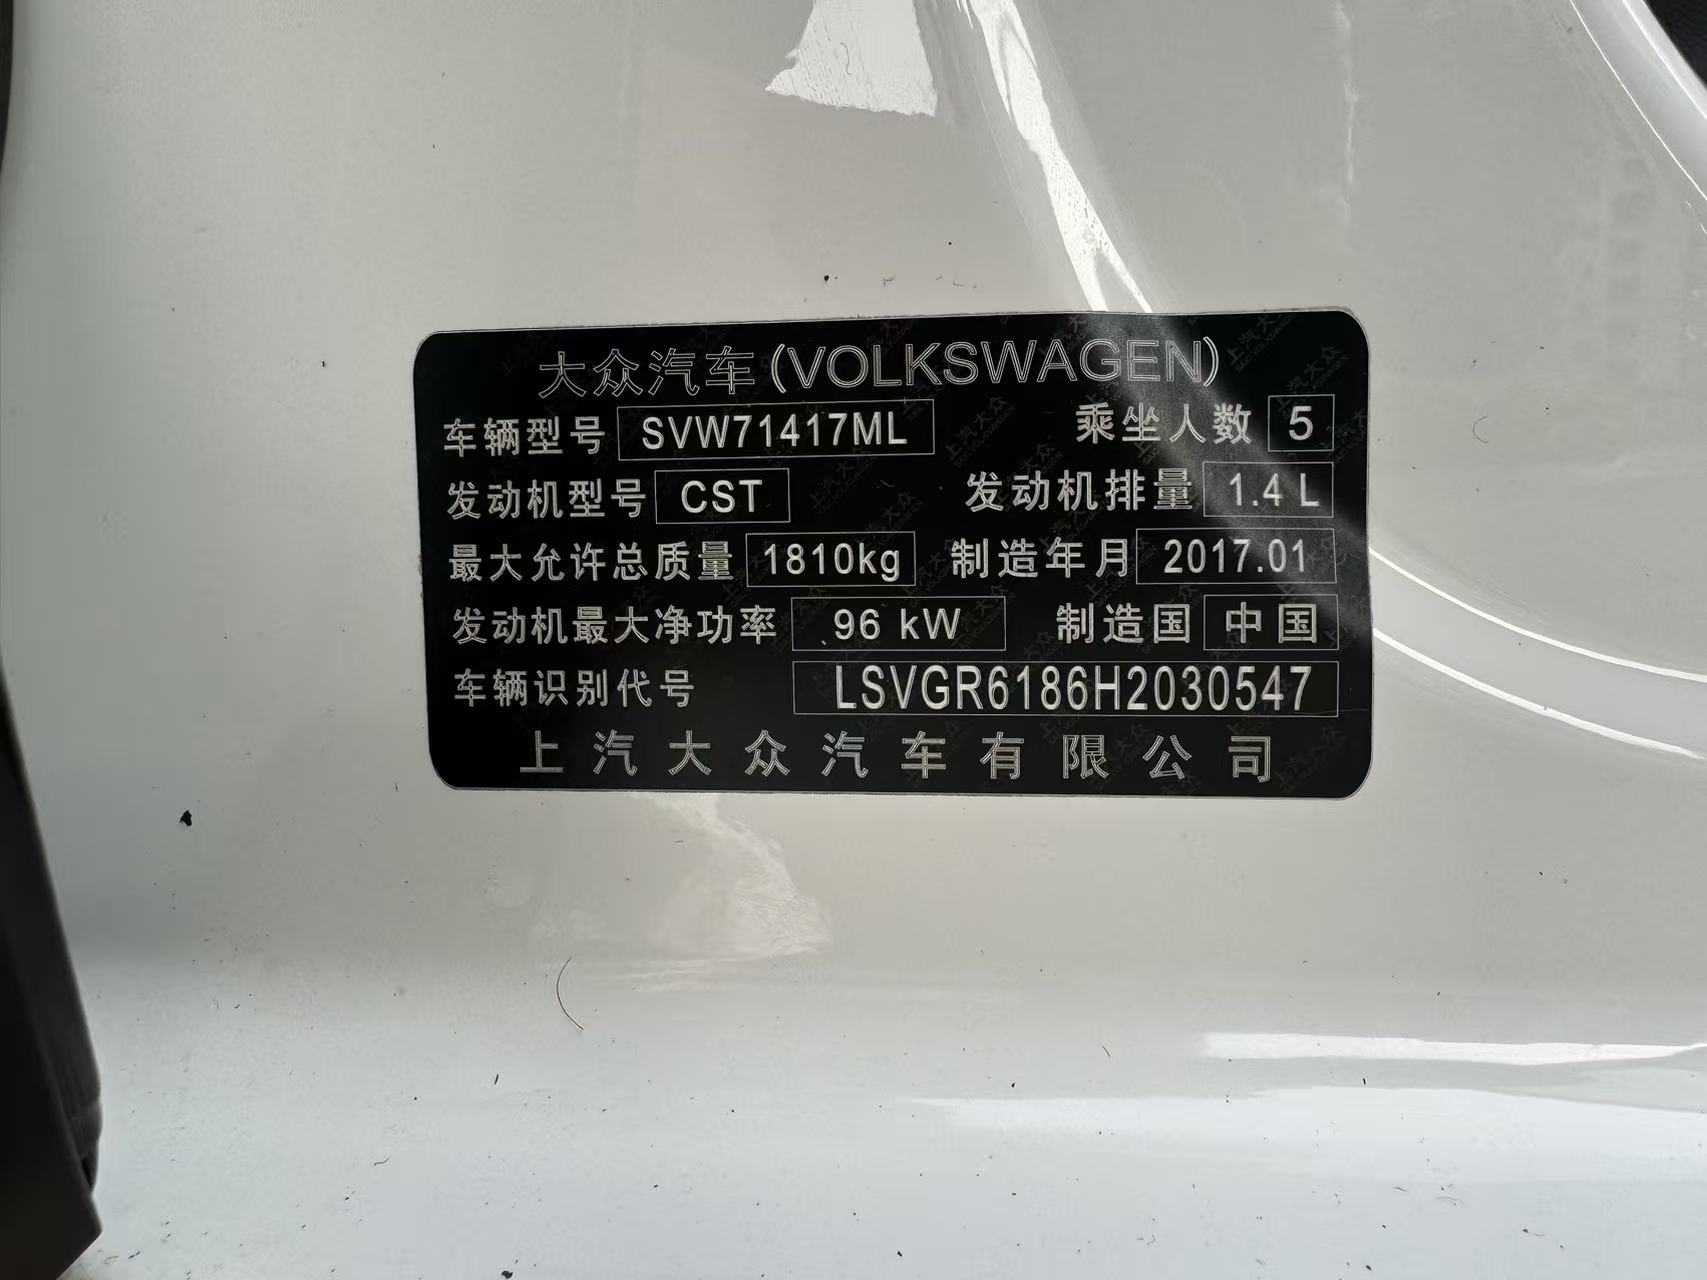 大众汽车(VOLKSWAGEN)
车辆型号 SVW71417ML 乘坐人数 5
发动机型号 CST 发动机排量 1.4 L
最大允许总质量 1810kg 制造年月 2017.01
发动机最大净功率 96 kW 制造国 中国
车辆识别代号 LSVGR6186H2030547
上汽大众汽车有限公司